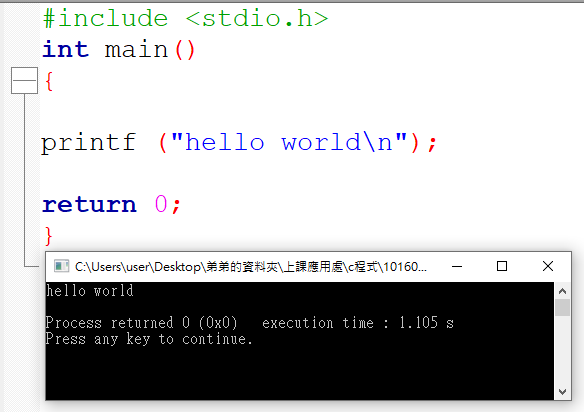 #include <stdio.h>
int main()
{
printf ("hello world\n");
return 0;
}
C:\Users\user\Desktop\弟弟的資料夾\上課應用處\c程式\10160...
hello world
Process returned 0 (0x0)   execution time : 1.105 s
Press any key to continue.